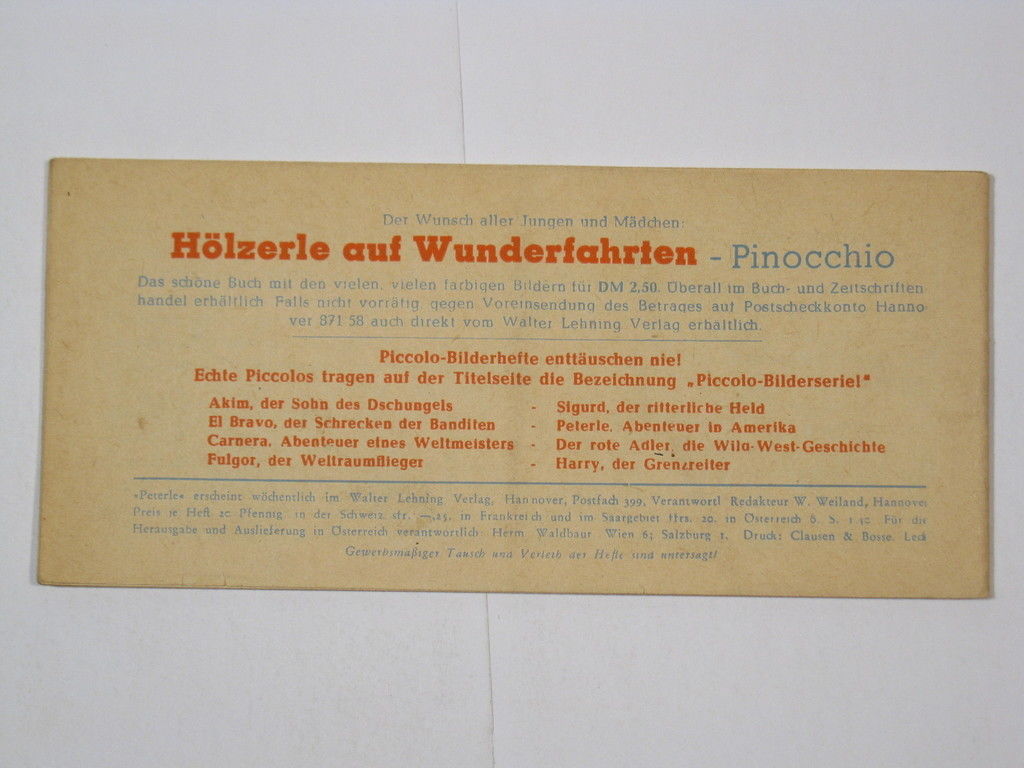 Der Wunsch aller Jungen und Mädchen:
Hölzerle auf Wunderfahrten - Pinocchio
Das schöne Buch mit den vielen, vielen farbigen Bildern für DM 2,50. Überall im Buch- und Zeitschriften
handel erhältlich. Falls nicht vorrätig, gegen Voreinsendung des Betrages auf Postscheckkonto Hanno
ver 871 58 auch direkt vom Walter Lehning Verlag erhältlich.
Piccolo-Bilderhefte enttäuschen nie!
Echte Piccolos tragen auf der Titelseite die Bezeichnung „Piccolo-Bilderserie!"
Akim, der Sohn des Dschungels - Sigurd, der ritterliche Held
El Bravo, der Schrecken der Banditen - Peterle, Abenteuer in Amerika
Carnera, Abenteuer eines Weltmeisters - Der rote Adler, die Wild-West-Geschichte
Fulgor, der Weltraumflieger - Harry, der Grenzreiter
»Peterle« erscheint wöchentlich im Walter Lehning Verlag, Hannover, Postfach 399, Verantwortl Redakteur W. Weiland, Hannover
Preis je Heft 20 Pfennig, in der Schweiz sfr. —,25, in Frankreich und im Saargebiet ffrs. 20, in Österreich ö. S. 1.50 Für die
Herausgabe und Auslieferung in Österreich verantwortlich: Herm Waldbaur Wien 6; Salzburg 1. Druck: Clausen & Bosse, Leck
Gewerbsmäßiger Tausch und Verleih der Hefte sind untersagt!